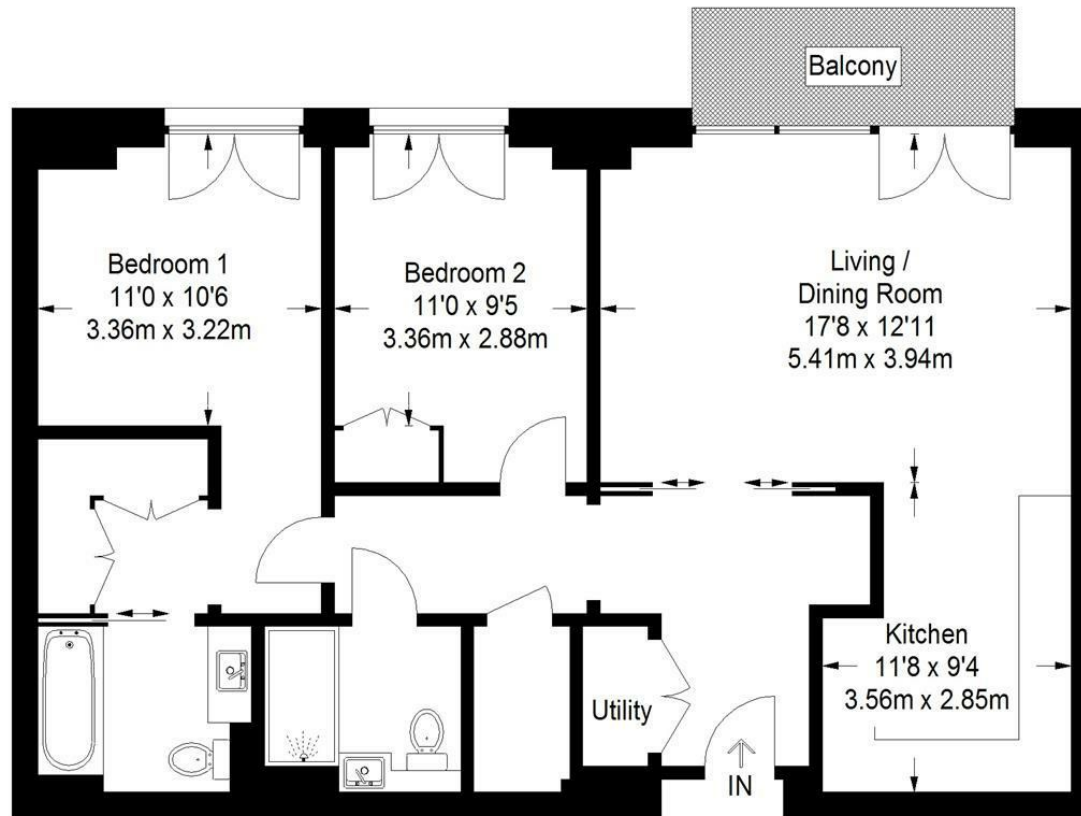 Balcony
Bedroom 1
11'0 x 10'6
3.36m x 3.22m
Bedroom 2
11'0 x 9'5
3.36m x 2.88m
Living /
Dining Room
17'8 x 12'11
5.41m x 3.94m
Kitchen
11'8 x 9'4
3.56m x 2.85m
Utility
IN